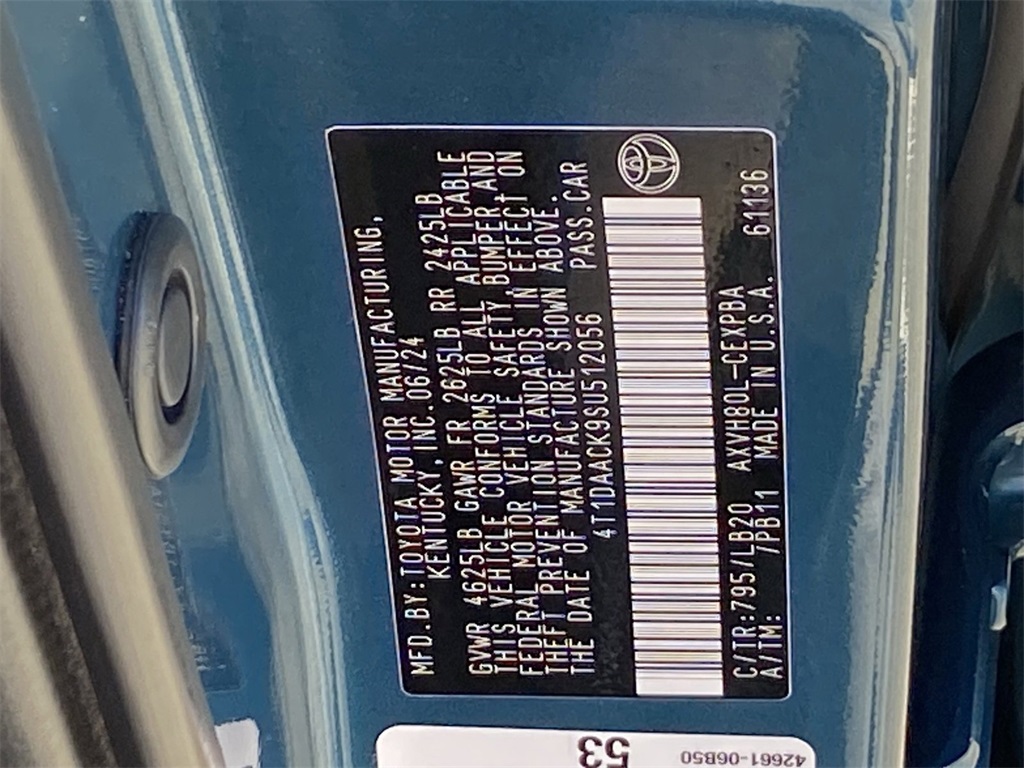 MFD.BY:TOYOTA MOTOR MANUFACTURING,
KENTUCKY,INC.06/24
GVWR 4625LB GAWR FR 2625LB RR 2425LB
THIS VEHICLE CONFORMS TO ALL APPLICABLE
FEDERAL MOTOR VEHICLE SAFETY,BUMPER,AND
THEFT PREVENTION STANDARDS IN EFFECT ON
THE DATE OF MANUFACTURE SHOWN ABOVE.
4T1DAACK9SU512056 PASS.CAR
C/TR:795/LB20 AXVH80L-CEXPBA
A/TM: /PB11 MADE IN U.S.A. 61136
53
42661-06B50